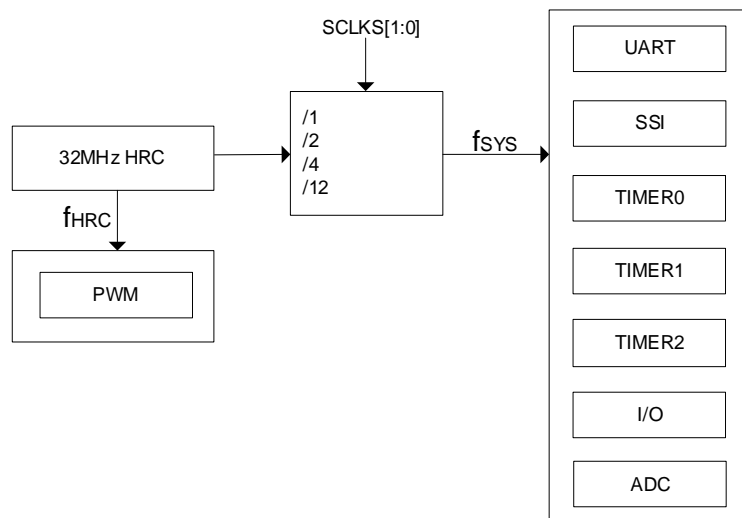 SCLKS[1:0]
32MHz HRC
/1
/2
/4
/12
fSYS
fHRC
PWM
UART
SSI
TIMER0
TIMER1
TIMER2
I/O
ADC